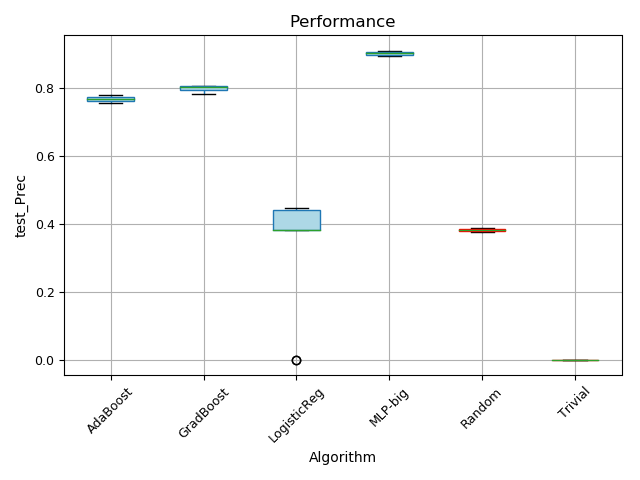 Performance
test_Prec
0.8
0.6
0.4
0.2
0.0
AdaBoost
GradBoost
LogisticReg
MLP-big
Random
Trivial
Algorithm